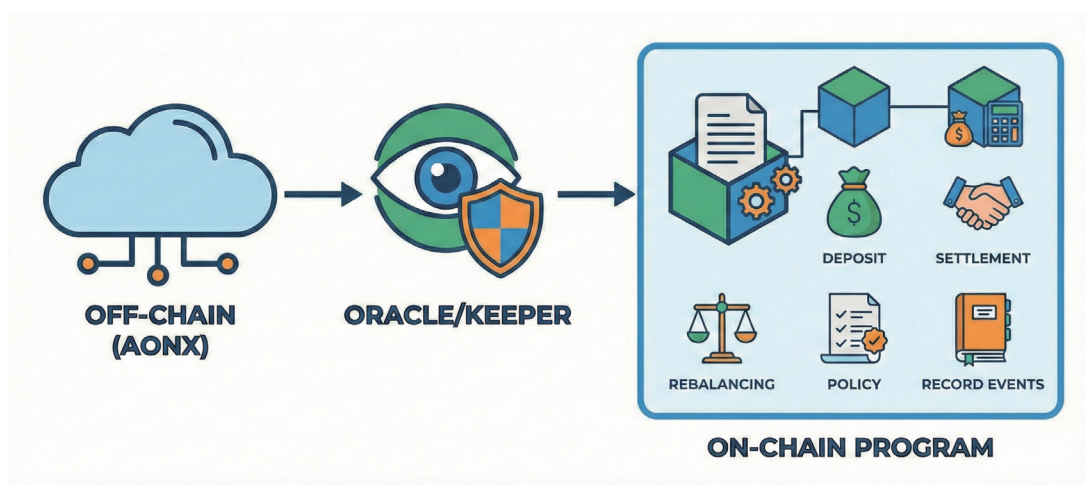 OFF-CHAIN
(AONX)
ORACLE/KEEPER
$
$
DEPOSIT
SETTLEMENT
REBALANCING
POLICY
RECORD EVENTS
ON-CHAIN PROGRAM